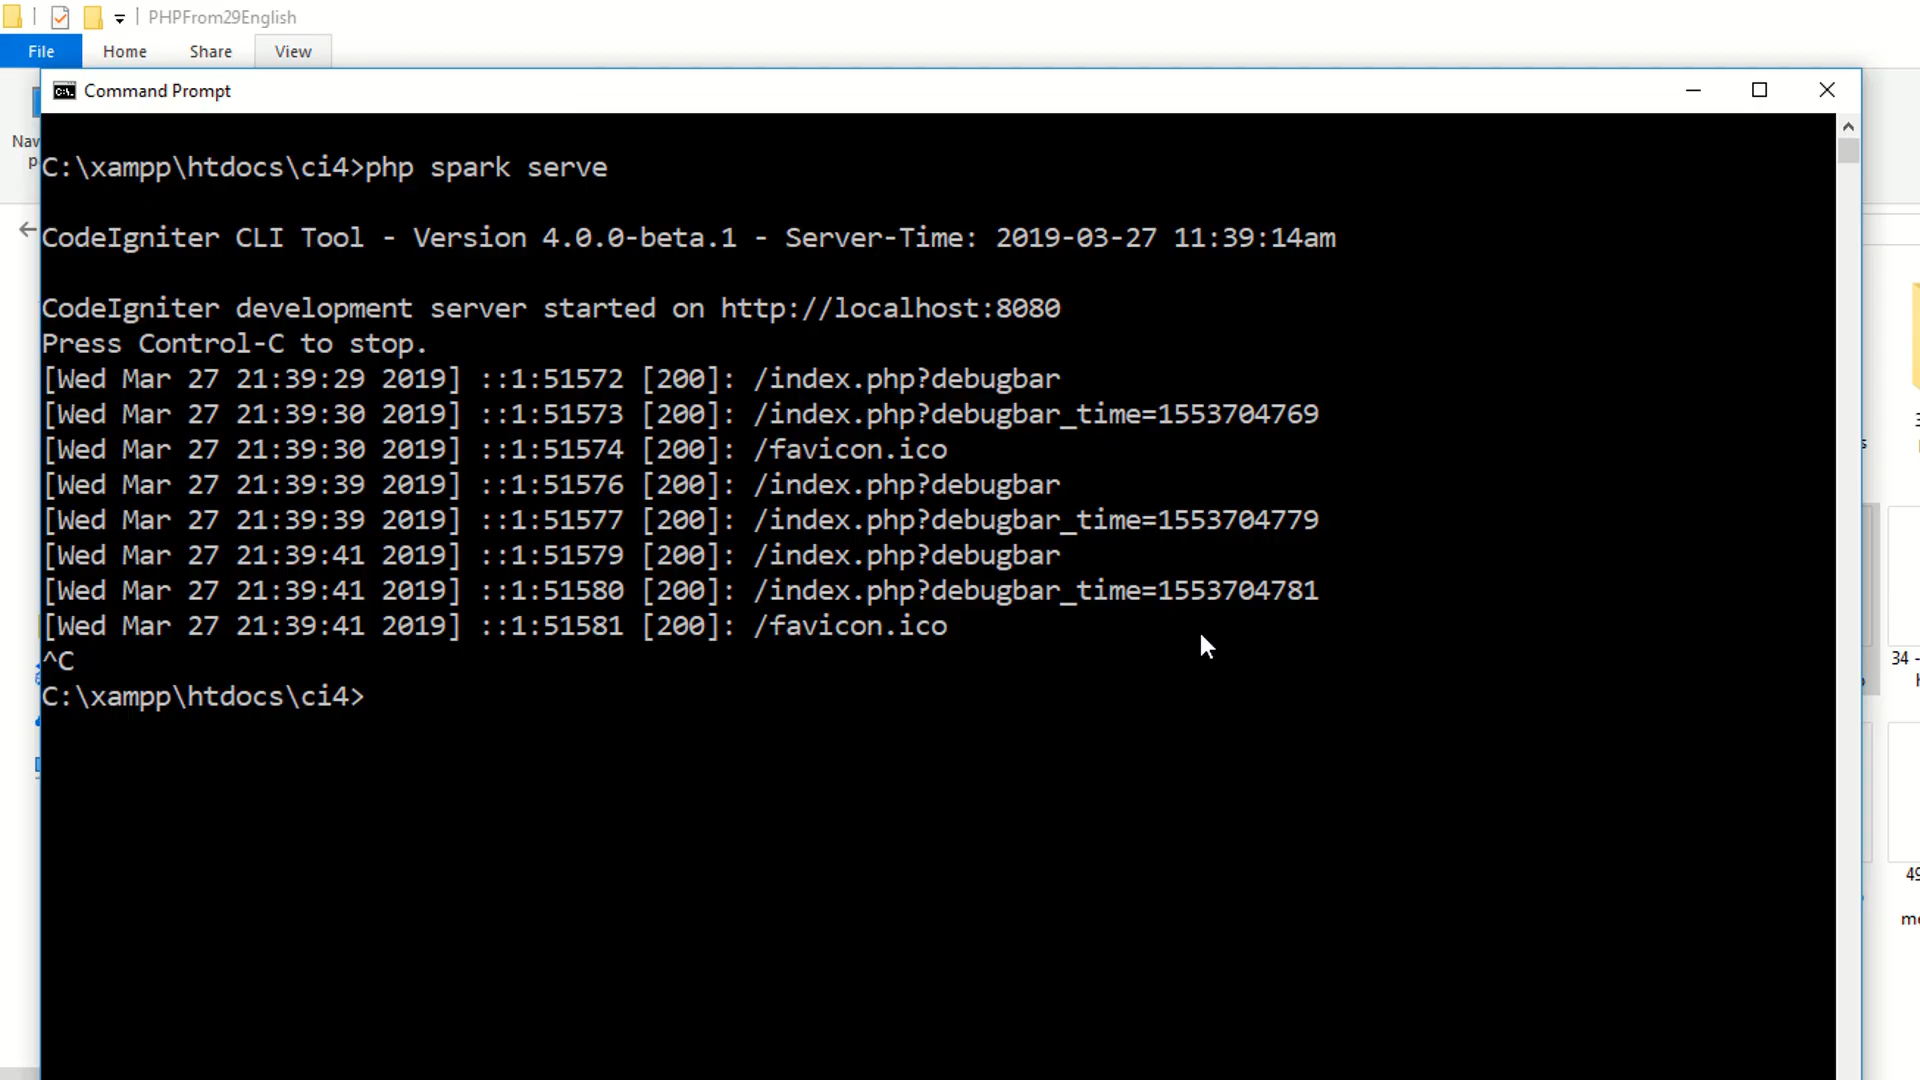 PHPFrom29English
File Home Share View
Command Prompt
C:\xampp\htdocs\ci4>php spark serve
CodeIgniter CLI Tool - Version 4.0.0-beta.1 - Server-Time: 2019-03-27 11:39:14am
CodeIgniter development server started on http://localhost:8080
Press Control-C to stop.
[Wed Mar 27 21:39:29 2019] ::1:51572 [200]: /index.php?debugbar
[Wed Mar 27 21:39:30 2019] ::1:51573 [200]: /index.php?debugbar_time=1553704769
[Wed Mar 27 21:39:30 2019] ::1:51574 [200]: /favicon.ico
[Wed Mar 27 21:39:39 2019] ::1:51576 [200]: /index.php?debugbar
[Wed Mar 27 21:39:39 2019] ::1:51577 [200]: /index.php?debugbar_time=1553704779
[Wed Mar 27 21:39:41 2019] ::1:51579 [200]: /index.php?debugbar
[Wed Mar 27 21:39:41 2019] ::1:51580 [200]: /index.php?debugbar_time=1553704781
[Wed Mar 27 21:39:41 2019] ::1:51581 [200]: /favicon.ico
^C
C:\xampp\htdocs\ci4>
34 -
49